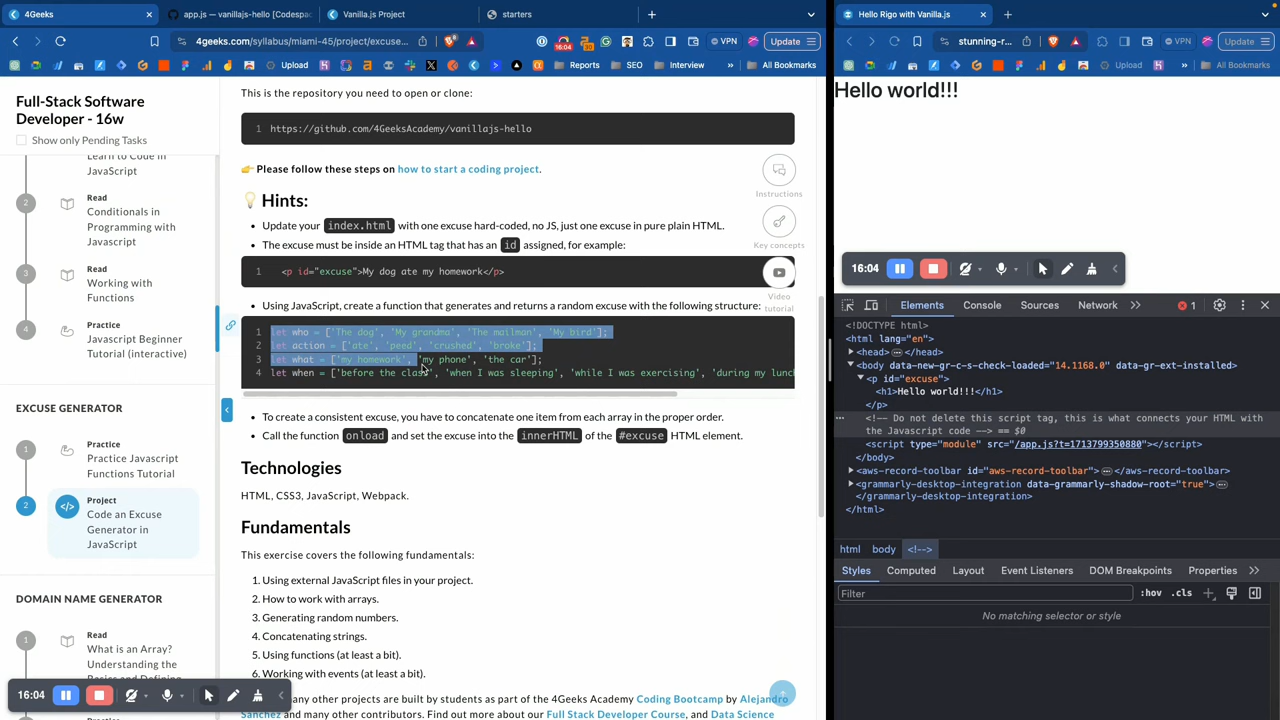 4Geeks
app.js — vanillajs-hello [Codespac
Vanilla.js Project
starters
4geeks.com/syllabus/miami-45/project/excuse...
16:04
VPN
Update
Upload
Reports
SEO
Interview
All Bookmarks
Full-Stack Software
Developer - 16w
Show only Pending Tasks
Learn to Code in
JavaScript
2
Read
Conditionals in
Programming with
Javascript
3
Read
Working with
Functions
4
Practice
Javascript Beginner
Tutorial (interactive)
EXCUSE GENERATOR
1
Practice
Practice Javascript
Functions Tutorial
2
Project
Code an Excuse
Generator in
JavaScript
DOMAIN NAME GENERATOR
1
Read
What is an Array?
Understanding the
16:04
This is the repository you need to open or clone:
1 https://github.com/4GeeksAcademy/vanillajs-hello
👉 Please follow these steps on how to start a coding project.
💡 Hints:
• Update your index.html with one excuse hard-coded, no JS, just one excuse in pure plain HTML.
• The excuse must be inside an HTML tag that has an id assigned, for example:
1 <p id="excuse">My dog ate my homework</p>
• Using JavaScript, create a function that generates and returns a random excuse with the following structure:
1 let who = ['The dog', 'My grandma', 'The mailman', 'My bird'];
2 let action = ['ate', 'peed', 'crushed', 'broke'];
3 let what = ['my homework', 'my phone', 'the car'];
4 let when = ['before the class', 'when I was sleeping', 'while I was exercising', 'during my lunch
• To create a consistent excuse, you have to concatenate one item from each array in the proper order.
• Call the function onload and set the excuse into the innerHTML of the #excuse HTML element.
Technologies
HTML, CSS3, JavaScript, Webpack.
Fundamentals
This exercise covers the following fundamentals:
1. Using external JavaScript files in your project.
2. How to work with arrays.
3. Generating random numbers.
4. Concatenating strings.
5. Using functions (at least a bit).
6. Working with events (at least a bit).
many other projects are built by students as part of the 4Geeks Academy Coding Bootcamp by Alejandro
Sanchez and many other contributors. Find out more about our Full Stack Developer Course, and Data Science
Instructions
Key concepts
Video
tutorial
Hello Rigo with Vanilla.js
stunning-r...
VPN
Update
Upload
All Bookmarks
Hello world!!!
16:04
Elements Console Sources Network 1
<!DOCTYPE html>
<html lang="en">
<head> </head>
<body data-new-gr-c-s-check-loaded="14.1168.0" data-gr-ext-installed>
<p id="excuse">
<h1>Hello world!!!</h1>
</p>
<!-- Do not delete this script tag, this is what connects your HTML with
the Javascript code --> == $0
<script type="module" src="/app.js?t=1713799350880"></script>
</body>
<aws-record-toolbar id="aws-record-toolbar"> </aws-record-toolbar>
<grammarly-desktop-integration data-grammarly-shadow-root="true">
</grammarly-desktop-integration>
</html>
html body <!-->
Styles Computed Layout Event Listeners DOM Breakpoints Properties
Filter
:hov .cls
No matching selector or style